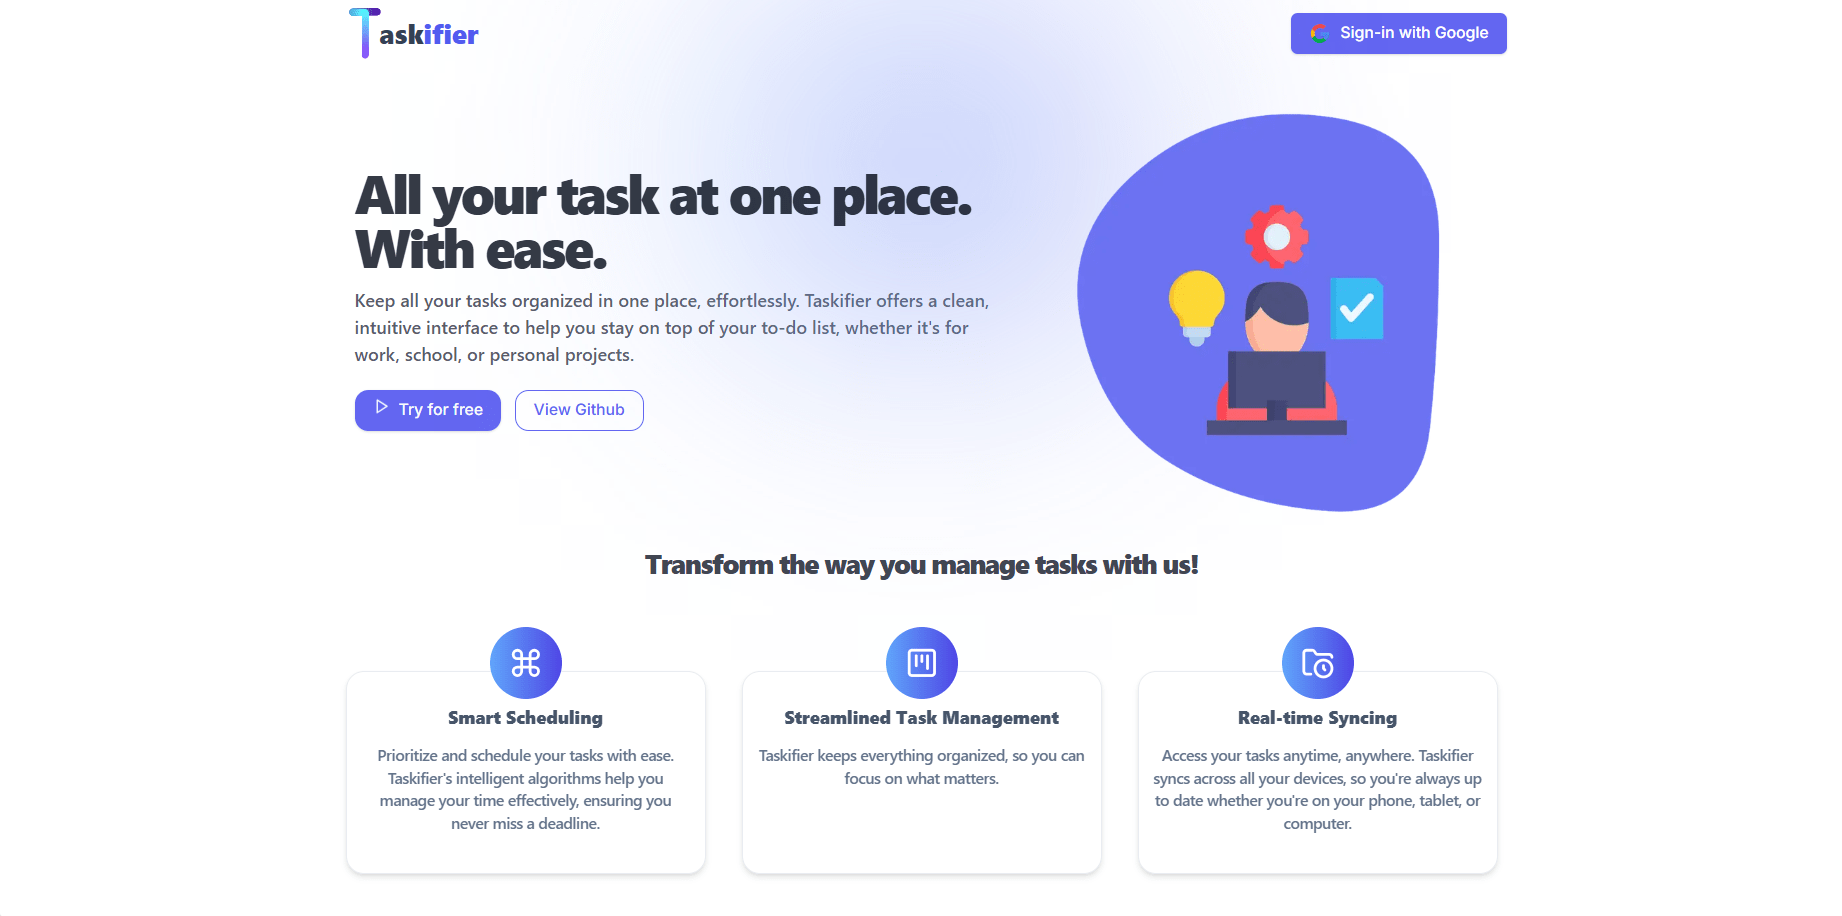 Taskifier
Sign-in with Google
All your task at one place.
With ease.
Keep all your tasks organized in one place, effortlessly. Taskifier offers a clean,
intuitive interface to help you stay on top of your to-do list, whether it's for
work, school, or personal projects.
Try for free
View Github
Transform the way you manage tasks with us!
Smart Scheduling
Prioritize and schedule your tasks with ease.
Taskifier's intelligent algorithms help you
manage your time effectively, ensuring you
never miss a deadline.
Streamlined Task Management
Taskifier keeps everything organized, so you can
focus on what matters.
Real-time Syncing
Access your tasks anytime, anywhere. Taskifier
syncs across all your devices, so you're always up
to date whether you're on your phone, tablet, or
computer.